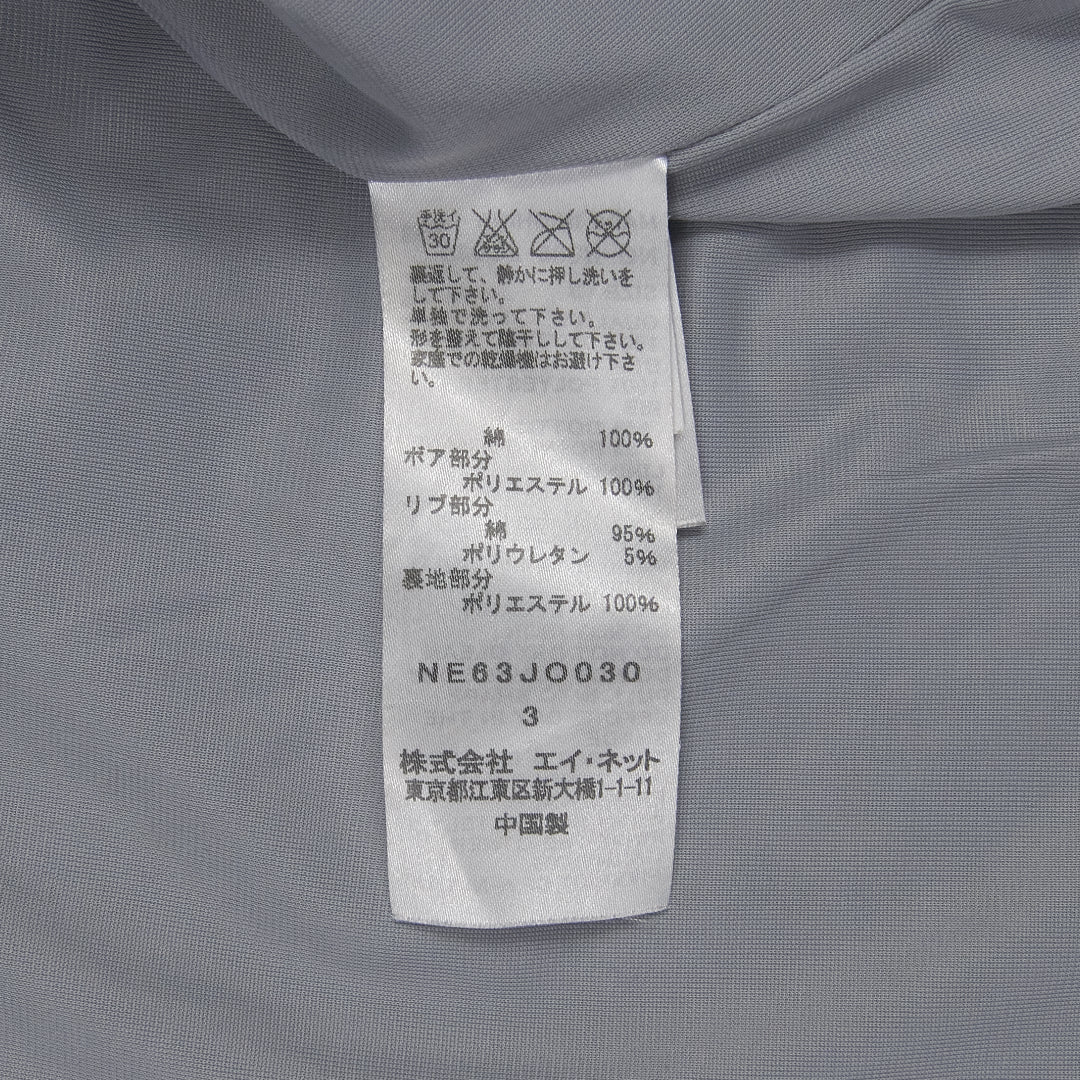 手洗イ
30
裏返して、静かに押し洗いを
して下さい。
単独で洗って下さい。
形を整えて陰干ししてて下さい。
家庭での乾燥機はお避け下さ
い。
綿 100%
ボア部分
ポリエステル 100%
リブ部分
綿 95%
ポリウレタン 5%
裏地部分
ポリエステル 100%
NE63JO030
3
株式会社 エイ・ネット
東京都江東区新大橋1-1-11
中国製